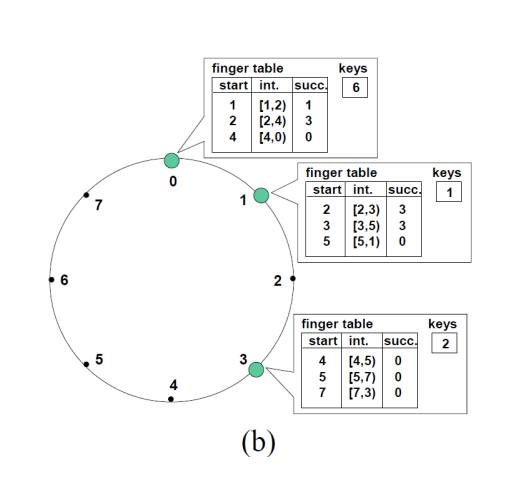 finger table keys
start int. succ. 6
1 [1,2) 1
2 [2,4) 3
4 [4,0) 0
finger table keys
start int. succ. 1
2 [2,3) 3
3 [3,5) 3
5 [5,1) 0
finger table keys
start int. succ. 2
4 [4,5) 0
5 [5,7) 0
7 [7,3) 0
0
1
2
3
4
5
6
7
(b)